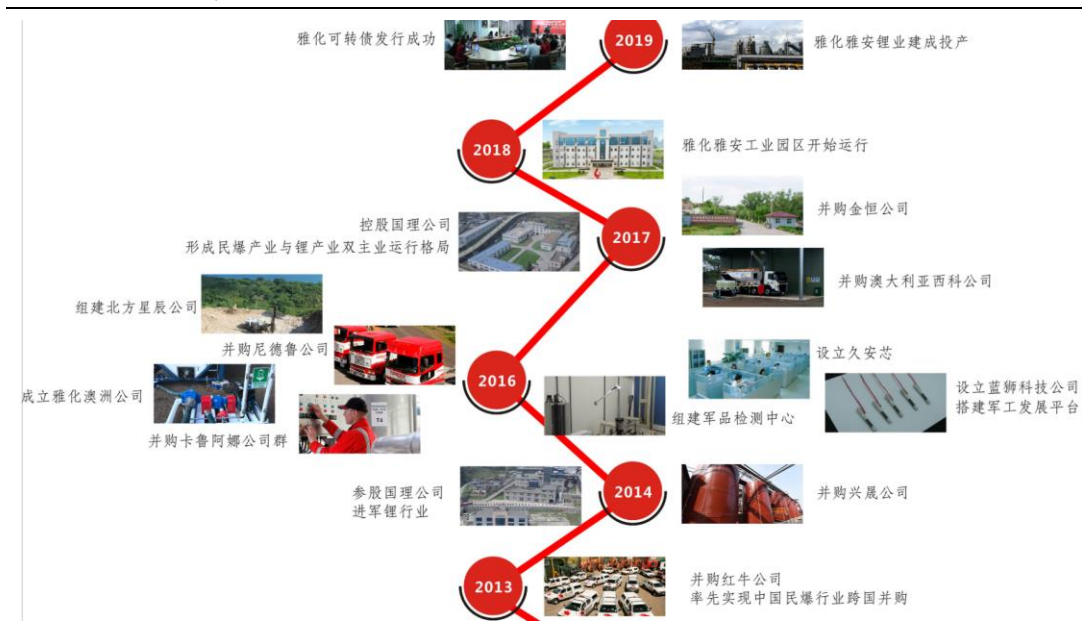 雅化可转债发行成功
2019
雅化雅安锂业建成投产
2018
雅化雅安工业园区开始运行
控股国理公司
形成民爆产业与锂产业双主业运行格局
2017
并购金恒公司
并购澳大利亚西科公司
组建北方星辰公司
并购尼德鲁公司
成立雅化澳洲公司
并购卡鲁阿娜公司群
2016
设立久安芯
组建军品检测中心
设立蓝狮科技公司
搭建军工发展平台
参股国理公司
进军锂行业
2014
并购兴晟公司
2013
并购红牛公司
率先实现中国民爆行业跨国并购